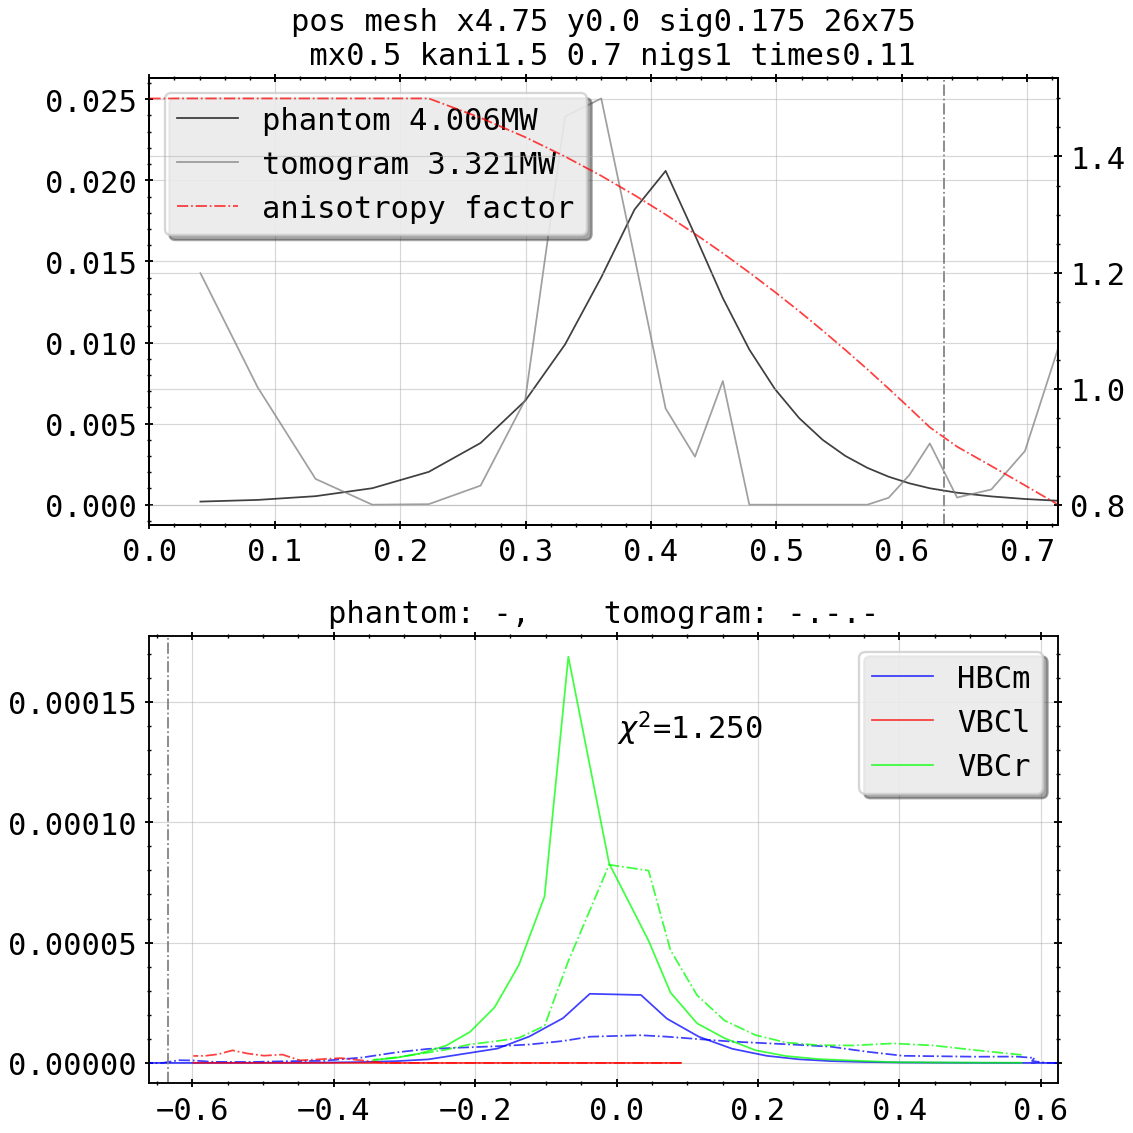 pos mesh x4.75 y0.0 sig0.175 26x75
mx0.5 kani1.5 0.7 nigs1 times0.11
0.025
0.020
0.015
0.010
0.005
0.000
phantom 4.006MW
tomogram 3.321MW
anisotropy factor
1.4
1.2
1.0
0.8
0.0 0.1 0.2 0.3 0.4 0.5 0.6 0.7
phantom: -, tomogram: -.-.-
0.00015
0.00010
0.00005
0.00000
χ²=1.250
HBCm
VBCl
VBCr
−0.6 −0.4 −0.2 0.0 0.2 0.4 0.6